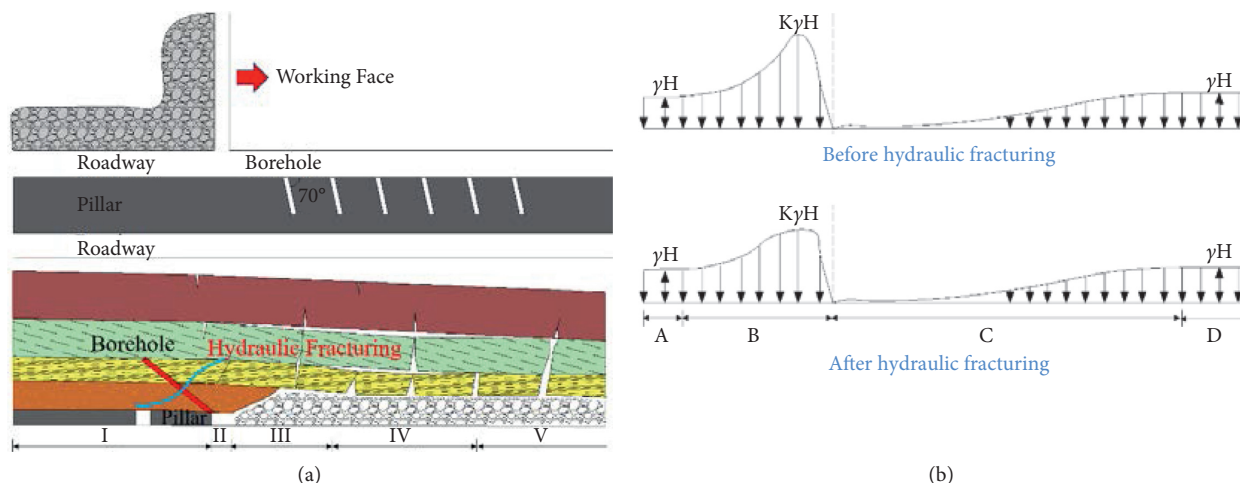 Working Face
Roadway
Borehole
70°
Pillar
Roadway
Borehole
Hydraulic Fracturing
Pillar
I
II
III
IV
V
(a)
KγH
γH
γH
Before hydraulic fracturing
KγH
γH
γH
A
B
C
D
After hydraulic fracturing
(b)